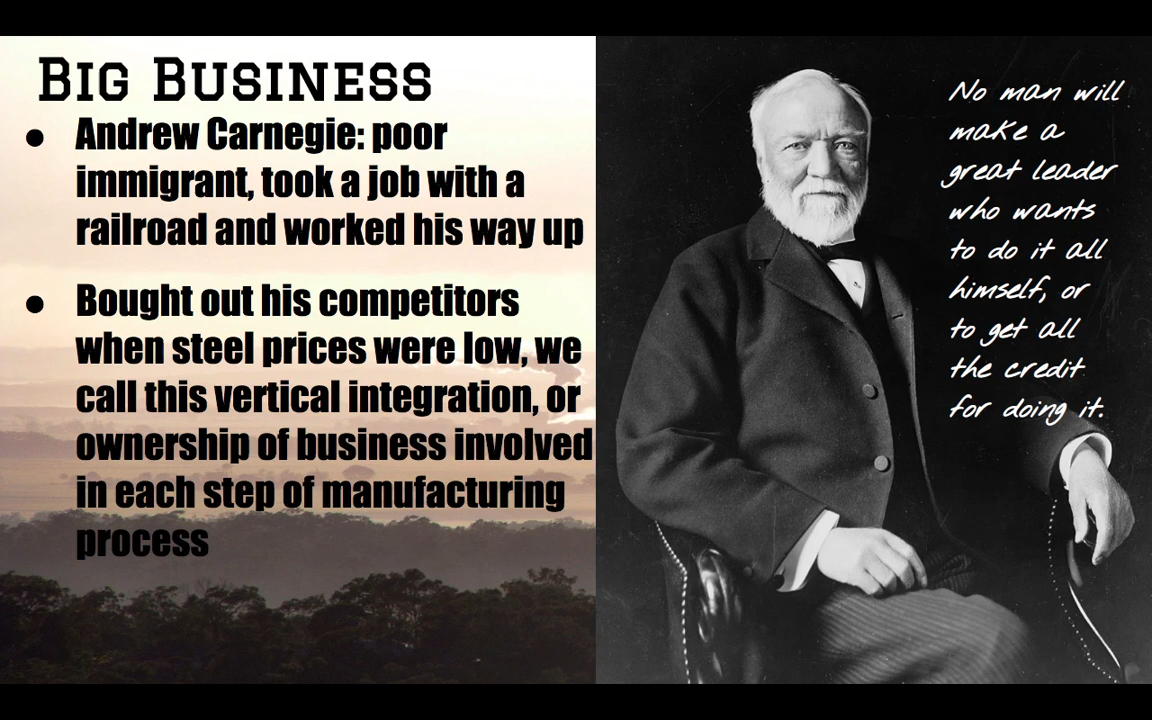 Big Business
● Andrew Carnegie: poor
immigrant, took a job with a
railroad and worked his way up
● Bought out his competitors
when steel prices were low, we
call this vertical integration, or
ownership of business involved
in each step of manufacturing
process
No man will
make a
great leader
who wants
to do it all
himself, or
to get all
the credit
for doing it.